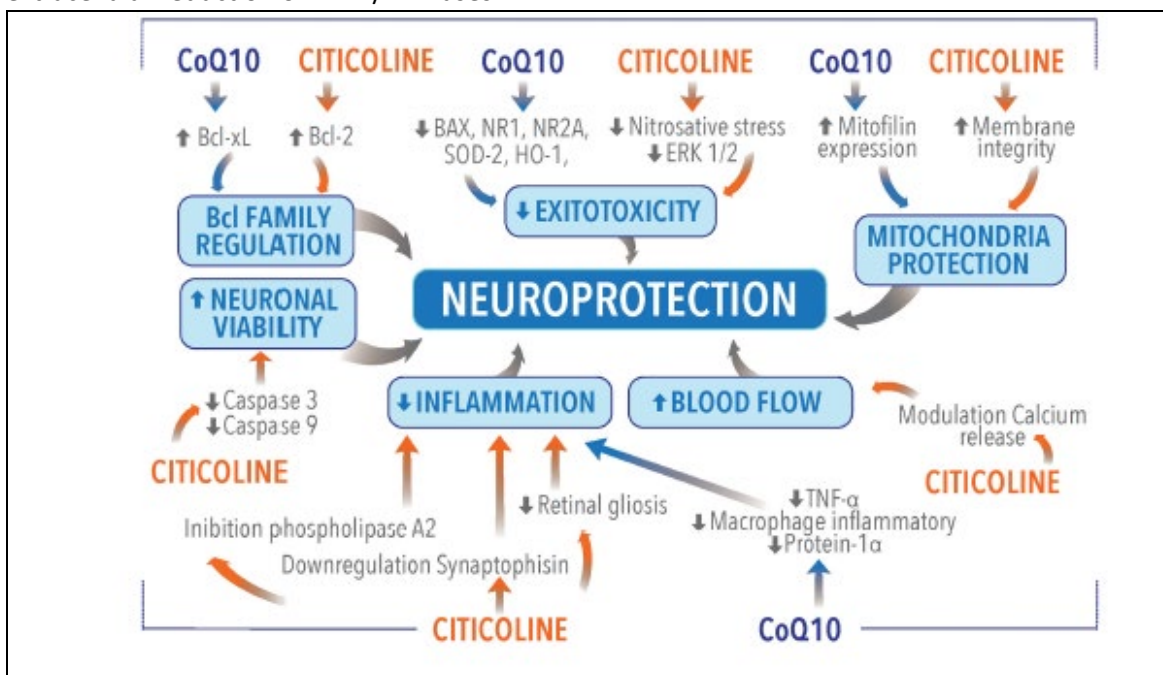 CoQ10
CITICOLINE
CoQ10
CITICOLINE
CoQ10
CITICOLINE
⬆ Bcl-xL
⬆ Bcl-2
⬇ BAX, NR1, NR2A,
SOD-2, HO-1,
⬇ Nitrosative stress
⬇ ERK 1/2
⬆ Mitofilin
expression
⬆ Membrane
integrity
Bcl FAMILY
REGULATION
⬇ EXITOTOXICITY
MITOCHONDRIA
PROTECTION
⬆ NEURONAL
VIABILITY
NEUROPROTECTION
⬇ INFLAMMATION
⬆ BLOOD FLOW
⬇ Caspase 3
⬇ Caspase 9
CITICOLINE
Modulation Calcium
release
CITICOLINE
⬇ Retinal gliosis
Inibition phospholipase A2
Downregulation Synaptophisin
CITICOLINE
⬇ TNF-α
⬇ Macrophage inflammatory
⬇ Protein-1α
CoQ10